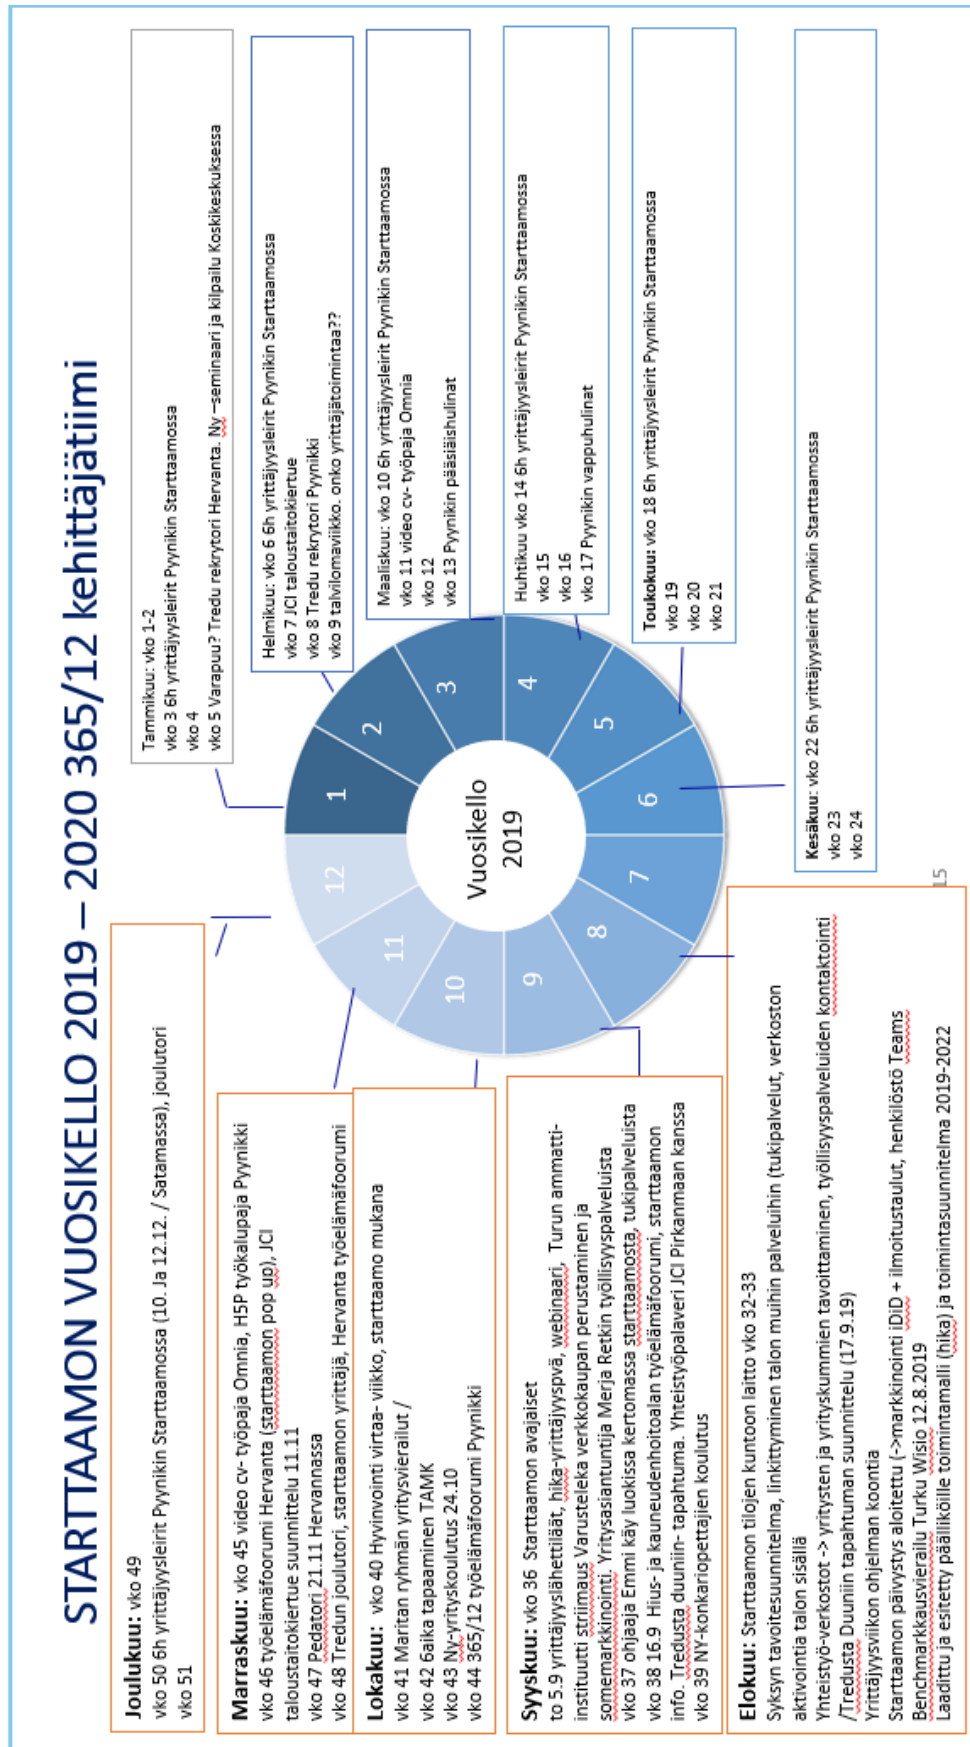 STARTTAAMON VUOSIKELLO 2019 – 2020 365/12 kehittäjätiimi
Joulukuu: vko 49
vko 50 6h yrittäjyysleirit Pyynikin Starttaamossa (10. Ja 12.12. / Satamassa), joulutori
vko 51
Marraskuu: vko 45 video cv- työpaja Omnia, H5P työkalupaja Pyynikki
vko 46 työelämäfoorumi Hervanta (starttaamon pop up), JCI
taloustaitokiertue suunnittelu 11.11
vko 47 Pedatori 21.11 Hervannassa
vko 48 Tredun joulutori, starttaamon yrittäjä, Hervanta työelämäfoorumi
Lokakuu: vko 40 Hyvinvointi virtaa- viikko, starttaamo mukana
vko 41 Maritan ryhmän yritysvierailut /
vko 42 6aika tapaaminen TAMK
vko 43 Ny-yrityskoulutus 24.10
vko 44 365/12 työelämäfoorumi Pyynikki
Syyskuu: vko 36 Starttaamon avajaiset
to 5.9 yrittäjyyslähettiläät, hika-yrittäjyyspvä, webinaari, Turun ammatti-
instituutti striimaus Varusteleka verkkokaupan perustaminen ja
somemarkkinointi. Yritysasiantuntija Merja Retkin työllisyyspalveluista
vko 37 ohjaaja Emmi käy luokissa kertomassa starttaamosta, tukipalveluista
vko 38 16.9 Hius- ja kauneudenhoitoalan työelämäfoorumi, starttaamon
info. Tredusta duuniin- tapahtuma. Yhteistyöpalaveri JCI Pirkanmaan kanssa
vko 39 NY-konkariopettajien koulutus
Elokuu: Starttaamon tilojen kuntoon laitto vko 32-33
Syksyn tavoitesuunnitelma, linkittyminen talon muihin palveluihin (tukipalvelut, verkoston
aktivointia talon sisällä
Yhteistyö-verkostot -> yritysten ja yrityskummien tavoittaminen, työllisyyspalveluiden kontaktointi
/Tredusta Duuniin tapahtuman suunnittelu (17.9.19)
Yrittäjyysviikon ohjelman koontia
Starttaamon päivystys aloitettu (->markkinointi iDiD + ilmoitustaulut, henkilöstö Teams
Benchmarkkausvierailu Turku Wisio 12.8.2019
Laadittu ja esitetty päälliköille toimintamalli (hiika) ja toimintasuunnitelma 2019-2022
Vuosikello
2019
1
2
3
4
5
6
7
8
9
10
11
12
Tammikuu: vko 1-2
vko 3 6h yrittäjyysleirit Pyynikin Starttaamossa
vko 4
vko 5 Varapuu? Tredu rekrytori Hervanta. Ny –seminaari ja kilpailu Koskikeskuksessa
Helmikuu: vko 6 6h yrittäjyysleirit Pyynikin Starttaamossa
vko 7 JCI taloustaitokiertue
vko 8 Tredu rekrytori Pyynikki
vko 9 talvilomaviikko. onko yrittäjätoimintaa??
Maaliskuu: vko 10 6h yrittäjyysleirit Pyynikin Starttaamossa
vko 11 video cv- työpaja Omnia
vko 12
vko 13 Pyynikin pääsiäishulinat
Huhtikuu vko 14 6h yrittäjyysleirit Pyynikin Starttaamossa
vko 15
vko 16
vko 17 Pyynikin vappuhulinat
Toukokuu: vko 18 6h yrittäjyysleirit Pyynikin Starttaamossa
vko 19
vko 20
vko 21
Kesäkuu: vko 22 6h yrittäjyysleirit Pyynikin Starttaamossa
vko 23
vko 24
15